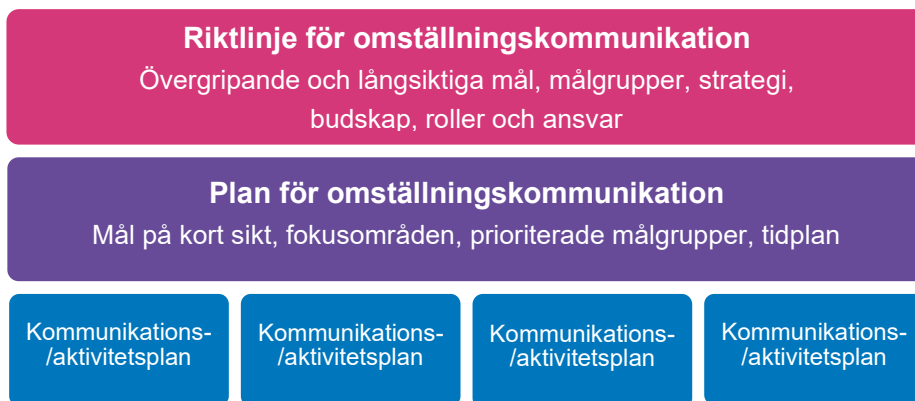 Riktlinje för omställningskommunikation
Övergripande och långsiktiga mål, målgrupper, strategi,
budskap, roller och ansvar
Plan för omställningskommunikation
Mål på kort sikt, fokusområden, prioriterade målgrupper, tidplan
Kommunikations-
/aktivitetsplan
Kommunikations-
/aktivitetsplan
Kommunikations-
/aktivitetsplan
Kommunikations-
/aktivitetsplan